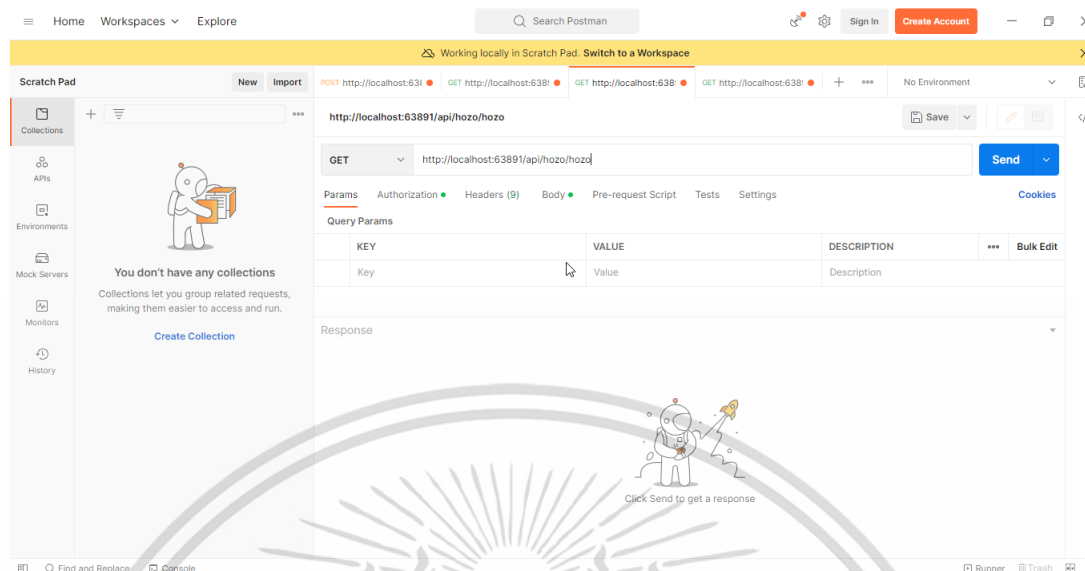 Home Workspaces Explore Search Postman Sign In Create Account
Working locally in Scratch Pad. Switch to a Workspace
Scratch Pad New Import POST http://localhost:638 GET http://localhost:638 GET http://localhost:638 GET http://localhost:638 No Environment
Collections
APIs
Environments
Mock Servers
Monitors
History
You don't have any collections
Collections let you group related requests,
making them easier to access and run.
Create Collection
http://localhost:63891/api/hozo/hozo Save
GET http://localhost:63891/api/hozo/hozo Send
Params Authorization Headers (9) Body Pre-request Script Tests Settings Cookies
Query Params
KEY VALUE DESCRIPTION Bulk Edit
Key Value Description
Response
Click Send to get a response
Find and Replace Console Runner Trash